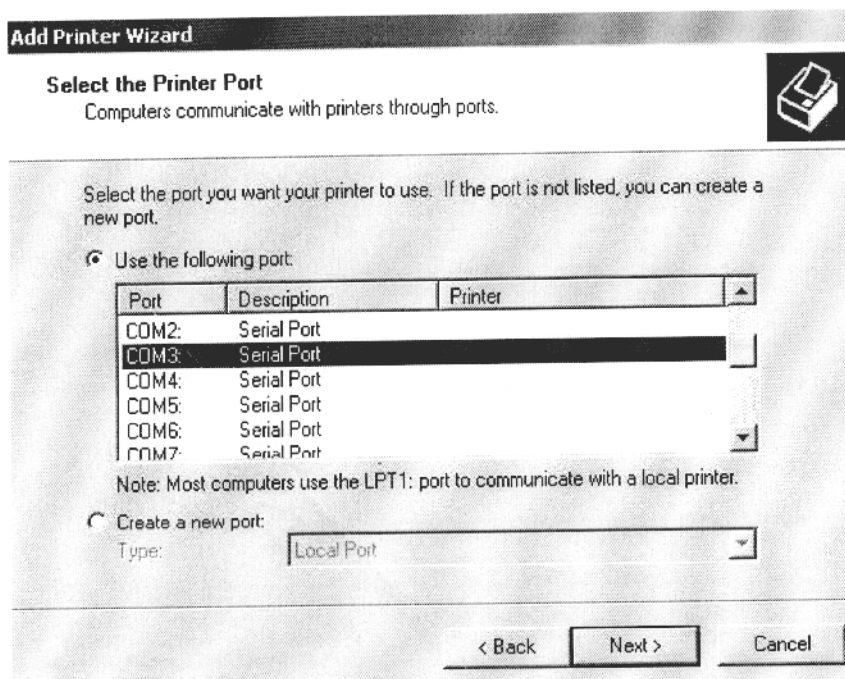 Add Printer Wizard
Select the Printer Port
Computers communicate with printers through ports.
Select the port you want your printer to use. If the port is not listed, you can create a
new port.
Use the following port:
Port Description Printer
COM2: Serial Port
COM3: Serial Port
COM4: Serial Port
COM5: Serial Port
COM6: Serial Port
COM7: Serial Port
Note: Most computers use the LPT1: port to communicate with a local printer.
Create a new port:
Type: Local Port
< Back Next > Cancel